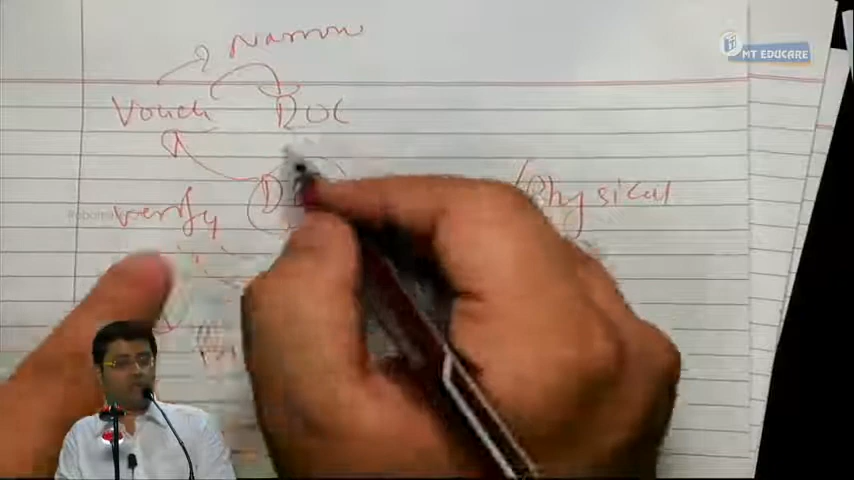 Narrow
MT EDUCARE
Vouch DOC
Physical
verify